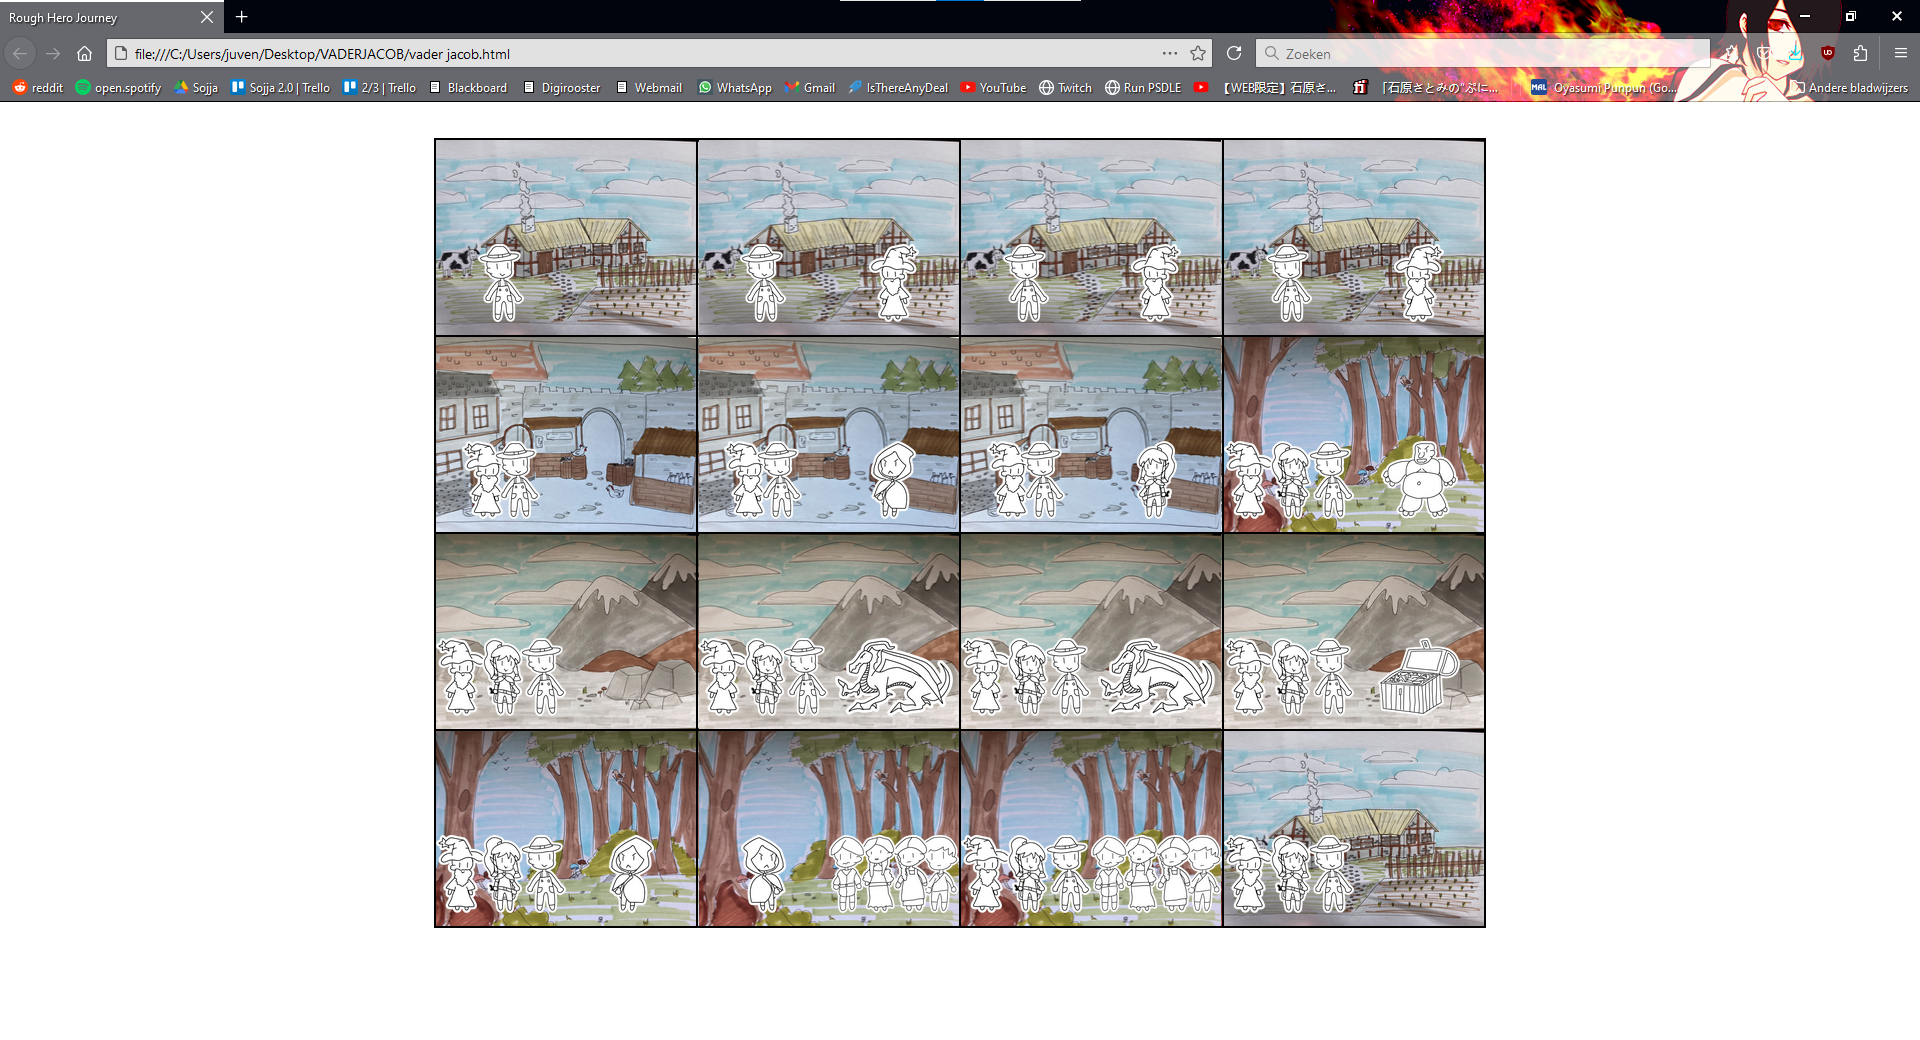 Rough Hero Journey
file:///C:/Users/juven/Desktop/VADERJACOB/vader jacob.html
Zoeken
reddit open.spotify Sojja Sojja 2.0 | Trello 2/3 | Trello Blackboard Digirooster Webmail WhatsApp Gmail IsThereAnyDeal YouTube Twitch Run PSDLE 【WEB限定】石原さ... 「石原さとみの"ぷに... MAL Oyasumi Punpun (Go... Andere bladwijzers